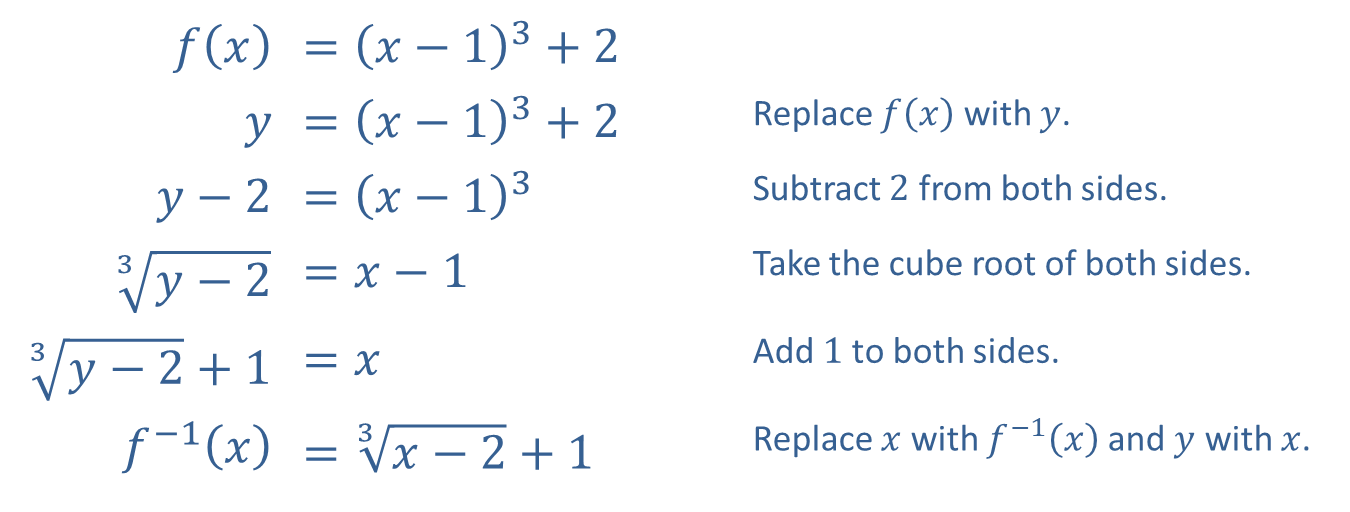 f(x) = (x − 1)³ + 2
y = (x − 1)³ + 2 Replace f(x) with y.
y − 2 = (x − 1)³ Subtract 2 from both sides.
∛(y − 2) = x − 1 Take the cube root of both sides.
∛(y − 2) + 1 = x Add 1 to both sides.
f⁻¹(x) = ∛(x − 2) + 1 Replace x with f⁻¹(x) and y with x.